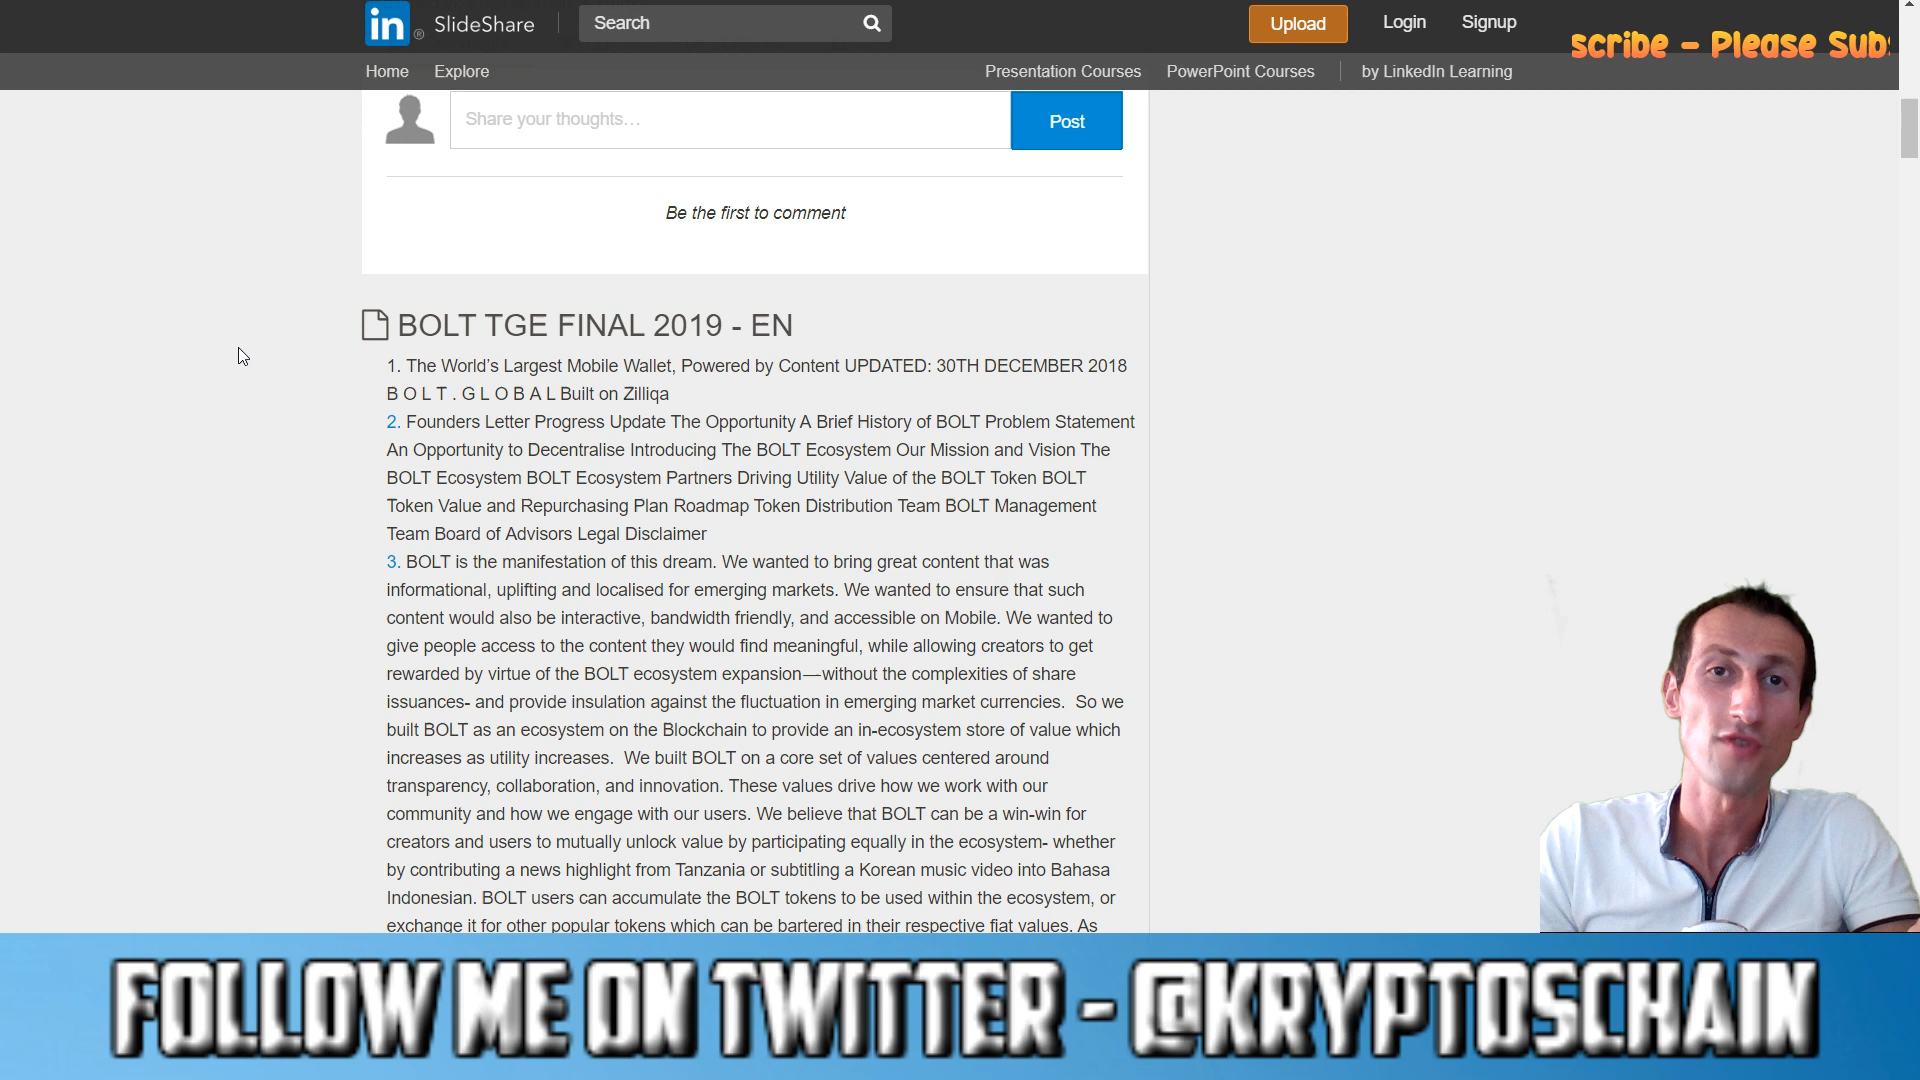 in ® SlideShare Search Upload Login Signup
scribe - Please Subs
Home Explore Presentation Courses PowerPoint Courses by LinkedIn Learning
Share your thoughts... Post
Be the first to comment
BOLT TGE FINAL 2019 - EN
1. The World’s Largest Mobile Wallet, Powered by Content UPDATED: 30TH DECEMBER 2018
B O L T . G L O B A L Built on Zilliqa
2. Founders Letter Progress Update The Opportunity A Brief History of BOLT Problem Statement
An Opportunity to Decentralise Introducing The BOLT Ecosystem Our Mission and Vision The
BOLT Ecosystem BOLT Ecosystem Partners Driving Utility Value of the BOLT Token BOLT
Token Value and Repurchasing Plan Roadmap Token Distribution Team BOLT Management
Team Board of Advisors Legal Disclaimer
3. BOLT is the manifestation of this dream. We wanted to bring great content that was
informational, uplifting and localised for emerging markets. We wanted to ensure that such
content would also be interactive, bandwidth friendly, and accessible on Mobile. We wanted to
give people access to the content they would find meaningful, while allowing creators to get
rewarded by virtue of the BOLT ecosystem expansion—without the complexities of share
issuances- and provide insulation against the fluctuation in emerging market currencies. So we
built BOLT as an ecosystem on the Blockchain to provide an in-ecosystem store of value which
increases as utility increases. We built BOLT on a core set of values centered around
transparency, collaboration, and innovation. These values drive how we work with our
community and how we engage with our users. We believe that BOLT can be a win-win for
creators and users to mutually unlock value by participating equally in the ecosystem- whether
by contributing a news highlight from Tanzania or subtitling a Korean music video into Bahasa
Indonesian. BOLT users can accumulate the BOLT tokens to be used within the ecosystem, or
exchange it for other popular tokens which can be bartered in their respective fiat values. As
FOLLOW ME ON TWITTER - @KRYPTOSCHAIN